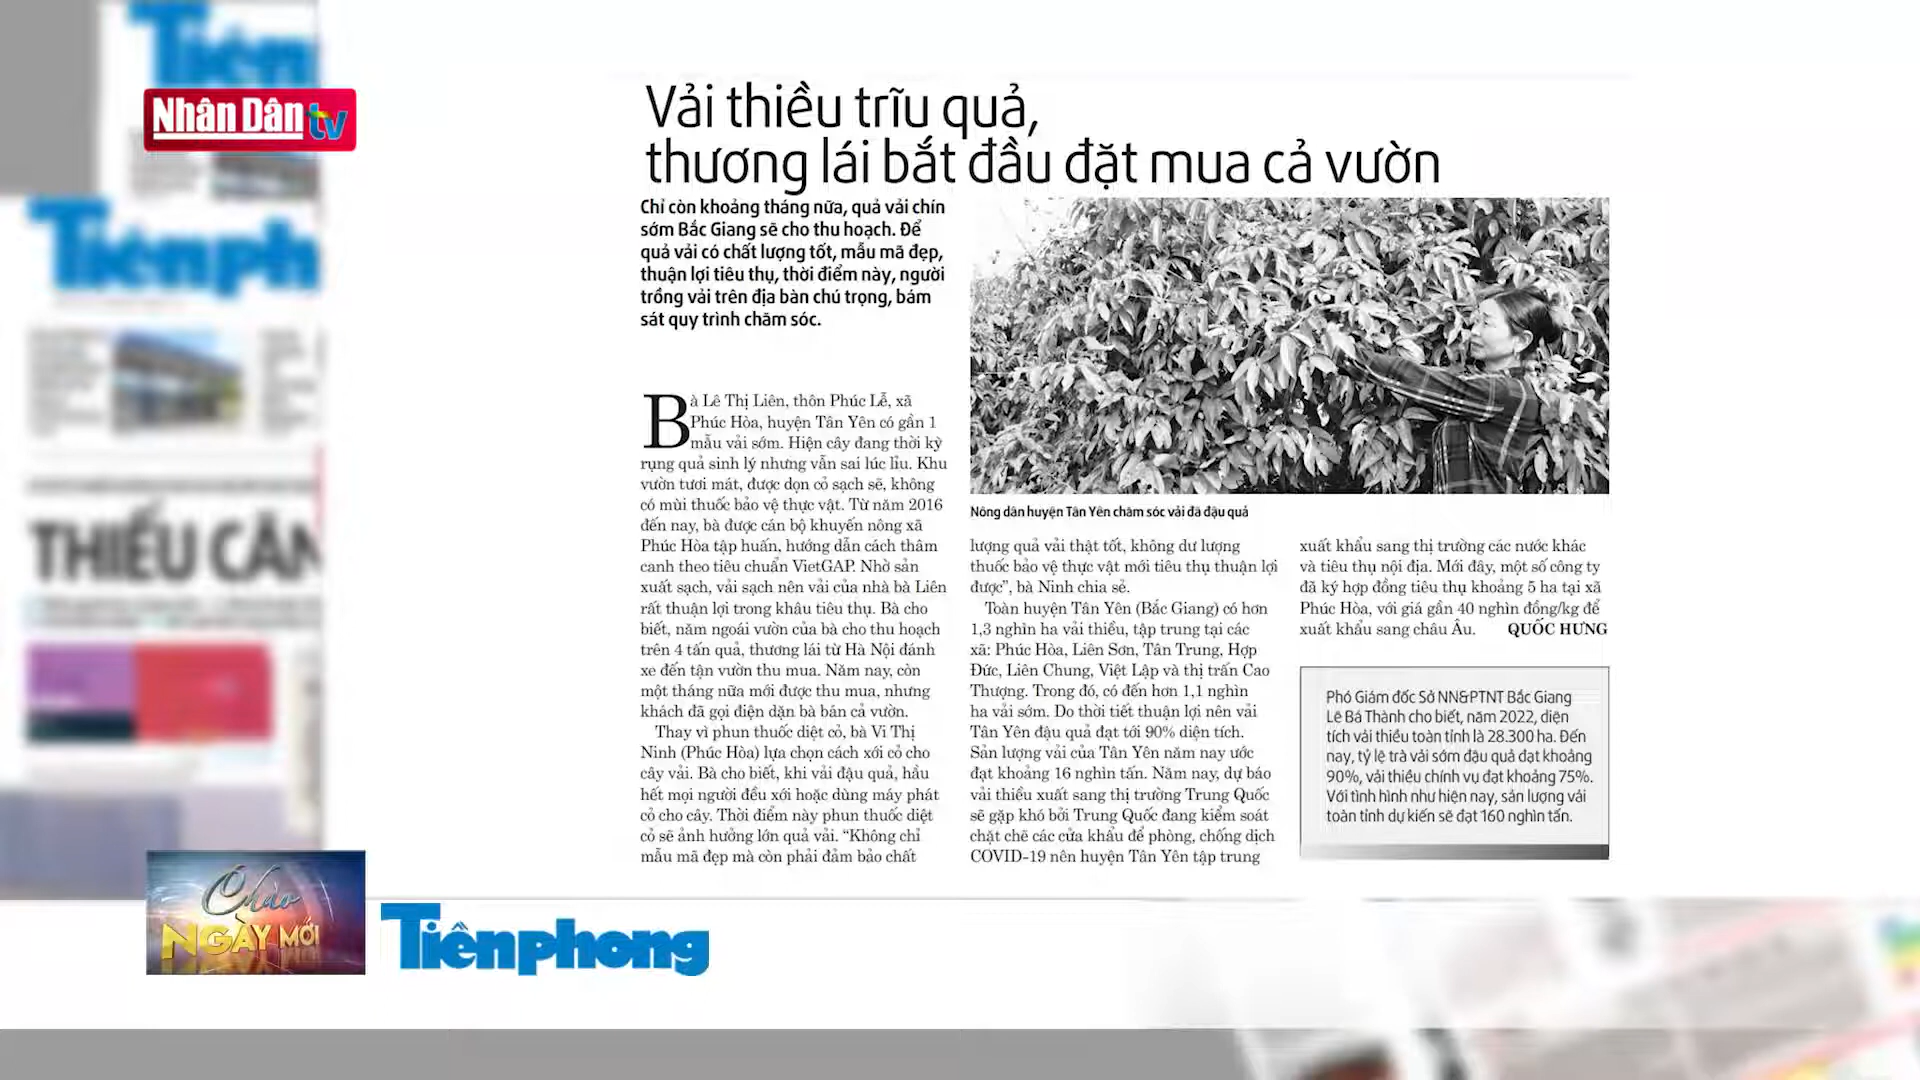 Tiền
Nhân Dân tv
Tiềnph
THIẾU CĂN
Vải thiều trĩu quả,
thương lái bắt đầu đặt mua cả vườn
Chỉ còn khoảng tháng nữa, quả vải chín
sớm Bắc Giang sẽ cho thu hoạch. Để
quả vải có chất lượng tốt, mẫu mã đẹp,
thuận lợi tiêu thụ, thời điểm này, người
trồng vải trên địa bàn chú trọng, bám
sát quy trình chăm sóc.
Bà Lê Thị Liên, thôn Phúc Lễ, xã
Phúc Hòa, huyện Tân Yên có gần 1
mẫu vải sớm. Hiện cây đang thời kỳ
rụng quả sinh lý nhưng vẫn sai lúc lỉu. Khu
vườn tươi mát, được dọn cỏ sạch sẽ, không
có mùi thuốc bảo vệ thực vật. Từ năm 2016
đến nay, bà được cán bộ khuyến nông xã
Phúc Hòa tập huấn, hướng dẫn cách thâm
canh theo tiêu chuẩn VietGAP. Nhờ sản
xuất sạch, vải sạch nên vải của nhà bà Liên
rất thuận lợi trong khâu tiêu thụ. Bà cho
biết, năm ngoái vườn của bà cho thu hoạch
trên 4 tấn quả, thương lái từ Hà Nội đánh
xe đến tận vườn thu mua. Năm nay, còn
một tháng nữa mới được thu mua, nhưng
khách đã gọi điện dặn bà bán cả vườn.
Thay vì phun thuốc diệt cỏ, bà Vi Thị
Ninh (Phúc Hòa) lựa chọn cách xới cỏ cho
cây vải. Bà cho biết, khi vải đậu quả, hầu
hết mọi người đều xới hoặc dùng máy phát
cỏ cho cây. Thời điểm này phun thuốc diệt
cỏ sẽ ảnh hưởng lớn quả vải. “Không chỉ
mẫu mã đẹp mà còn phải đảm bảo chất
Nông dân huyện Tân Yên chăm sóc vải đã đậu quả
lượng quả vải thật tốt, không dư lượng
thuốc bảo vệ thực vật mới tiêu thụ thuận lợi
được”, bà Ninh chia sẻ.
Toàn huyện Tân Yên (Bắc Giang) có hơn
1,3 nghìn ha vải thiều, tập trung tại các
xã: Phúc Hòa, Liên Sơn, Tân Trung, Hợp
Đức, Liên Chung, Việt Lập và thị trấn Cao
Thượng. Trong đó, có đến hơn 1,1 nghìn
ha vải sớm. Do thời tiết thuận lợi nên vải
Tân Yên đậu quả đạt tới 90% diện tích.
Sản lượng vải của Tân Yên năm nay ước
đạt khoảng 16 nghìn tấn. Năm nay, dự báo
vải thiều xuất sang thị trường Trung Quốc
sẽ gặp khó bởi Trung Quốc đang kiểm soát
chặt chẽ các cửa khẩu để phòng, chống dịch
COVID-19 nên huyện Tân Yên tập trung
xuất khẩu sang thị trường các nước khác
và tiêu thụ nội địa. Mới đây, một số công ty
đã ký hợp đồng tiêu thụ khoảng 5 ha tại xã
Phúc Hòa, với giá gần 40 nghìn đồng/kg để
xuất khẩu sang châu Âu. QUỐC HƯNG
Phó Giám đốc Sở NN&PTNT Bắc Giang
Lê Bá Thành cho biết, năm 2022, diện
tích vải thiều toàn tỉnh là 28.300 ha. Đến
nay, tỷ lệ trà vải sớm đậu quả đạt khoảng
90%, vải thiều chính vụ đạt khoảng 75%.
Với tình hình như hiện nay, sản lượng vải
toàn tỉnh dự kiến sẽ đạt 160 nghìn tấn.
Chào
NGÀY MỚI
Tiềnphong